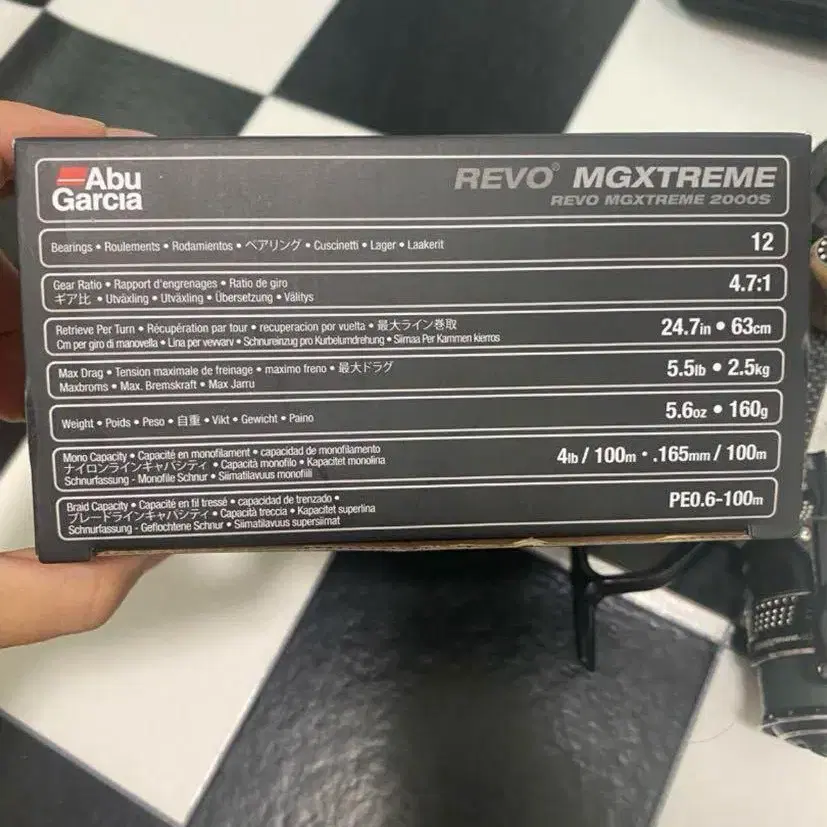 Abu
Garcia
REVO® MGXTREME
REVO MGXTREME 2000S
Bearings • Roulements • Rodamientos • ベアリング • Cuscinetti • Lager • Laakerit
12
Gear Ratio • Rapport d'engrenages • Ratio de giro
ギア比 • Utväxling • Utväxling • Übersetzung • Välitys
4.7:1
Retrieve Per Turn • Récupération par tour • recuperacion por vuelta • 最大ライン巻取
Cm per giro di manovella • Lina per vevvarv • Schnureinzug pro Kurbelumdrehung • Siimaa Per Kammen kierros
24.7in • 63cm
Max Drag • Tension maximale de freinage • maximo freno • 最大ドラグ
Maxbroms • Max. Bremskraft • Max Jarru
5.5lb • 2.5kg
Weight • Poids • Peso • 自重 • Vikt • Gewicht • Paino
5.6oz • 160g
Mono Capacity • Capacité en monofilament • capacidad de monofilamento
ナイロンラインキャパシティ • Capacità monofilo • Kapacitet monolina
Schnurfassung - Monofile Schnur • Siimatilavuus monofiili
4lb / 100m • .165mm / 100m
Braid Capacity • Capacité en fil tressé • capacidad de trenzado •
ブレードラインキャパシティ • Capacità treccia • Kapacitet superlina
Schnurfassung - Geflochtene Schnur • Siimatilavuus supersiimat
PE0.6-100m